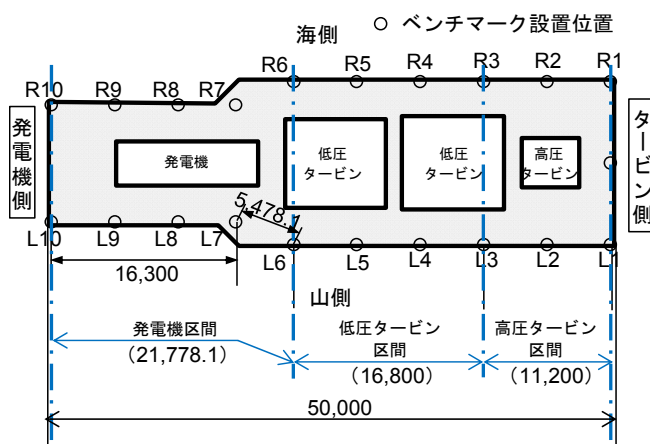 海側
○ ベンチマーク設置位置
R10
R9
R8
R7
R6
R5
R4
R3
R2
R1
発電機側
タービン側
発電機
低圧
タービン
低圧
タービン
高圧
タービン
5,478.1
L10
L9
L8
L7
L6
L5
L4
L3
L2
L1
16,300
山側
発電機区間
(21,778.1)
低圧タービン
区間
(16,800)
高圧タービン
区間
(11,200)
50,000